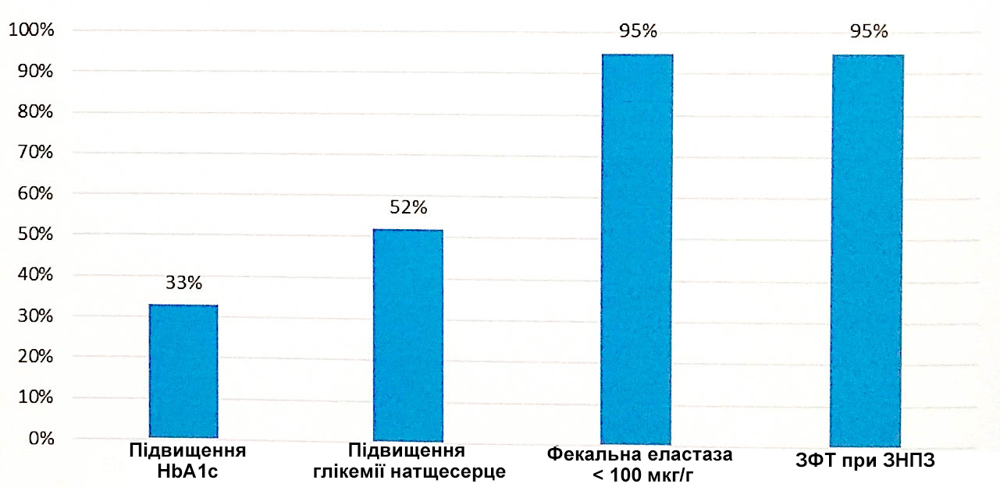 100%
90%
80%
70%
60%
50%
40%
30%
20%
10%
0%
33%
52%
95%
95%
Підвищення
HbA1c
Підвищення
глікемії натщесерце
Фекальна еластаза
< 100 мкг/г
ЗФТ при ЗНПЗ